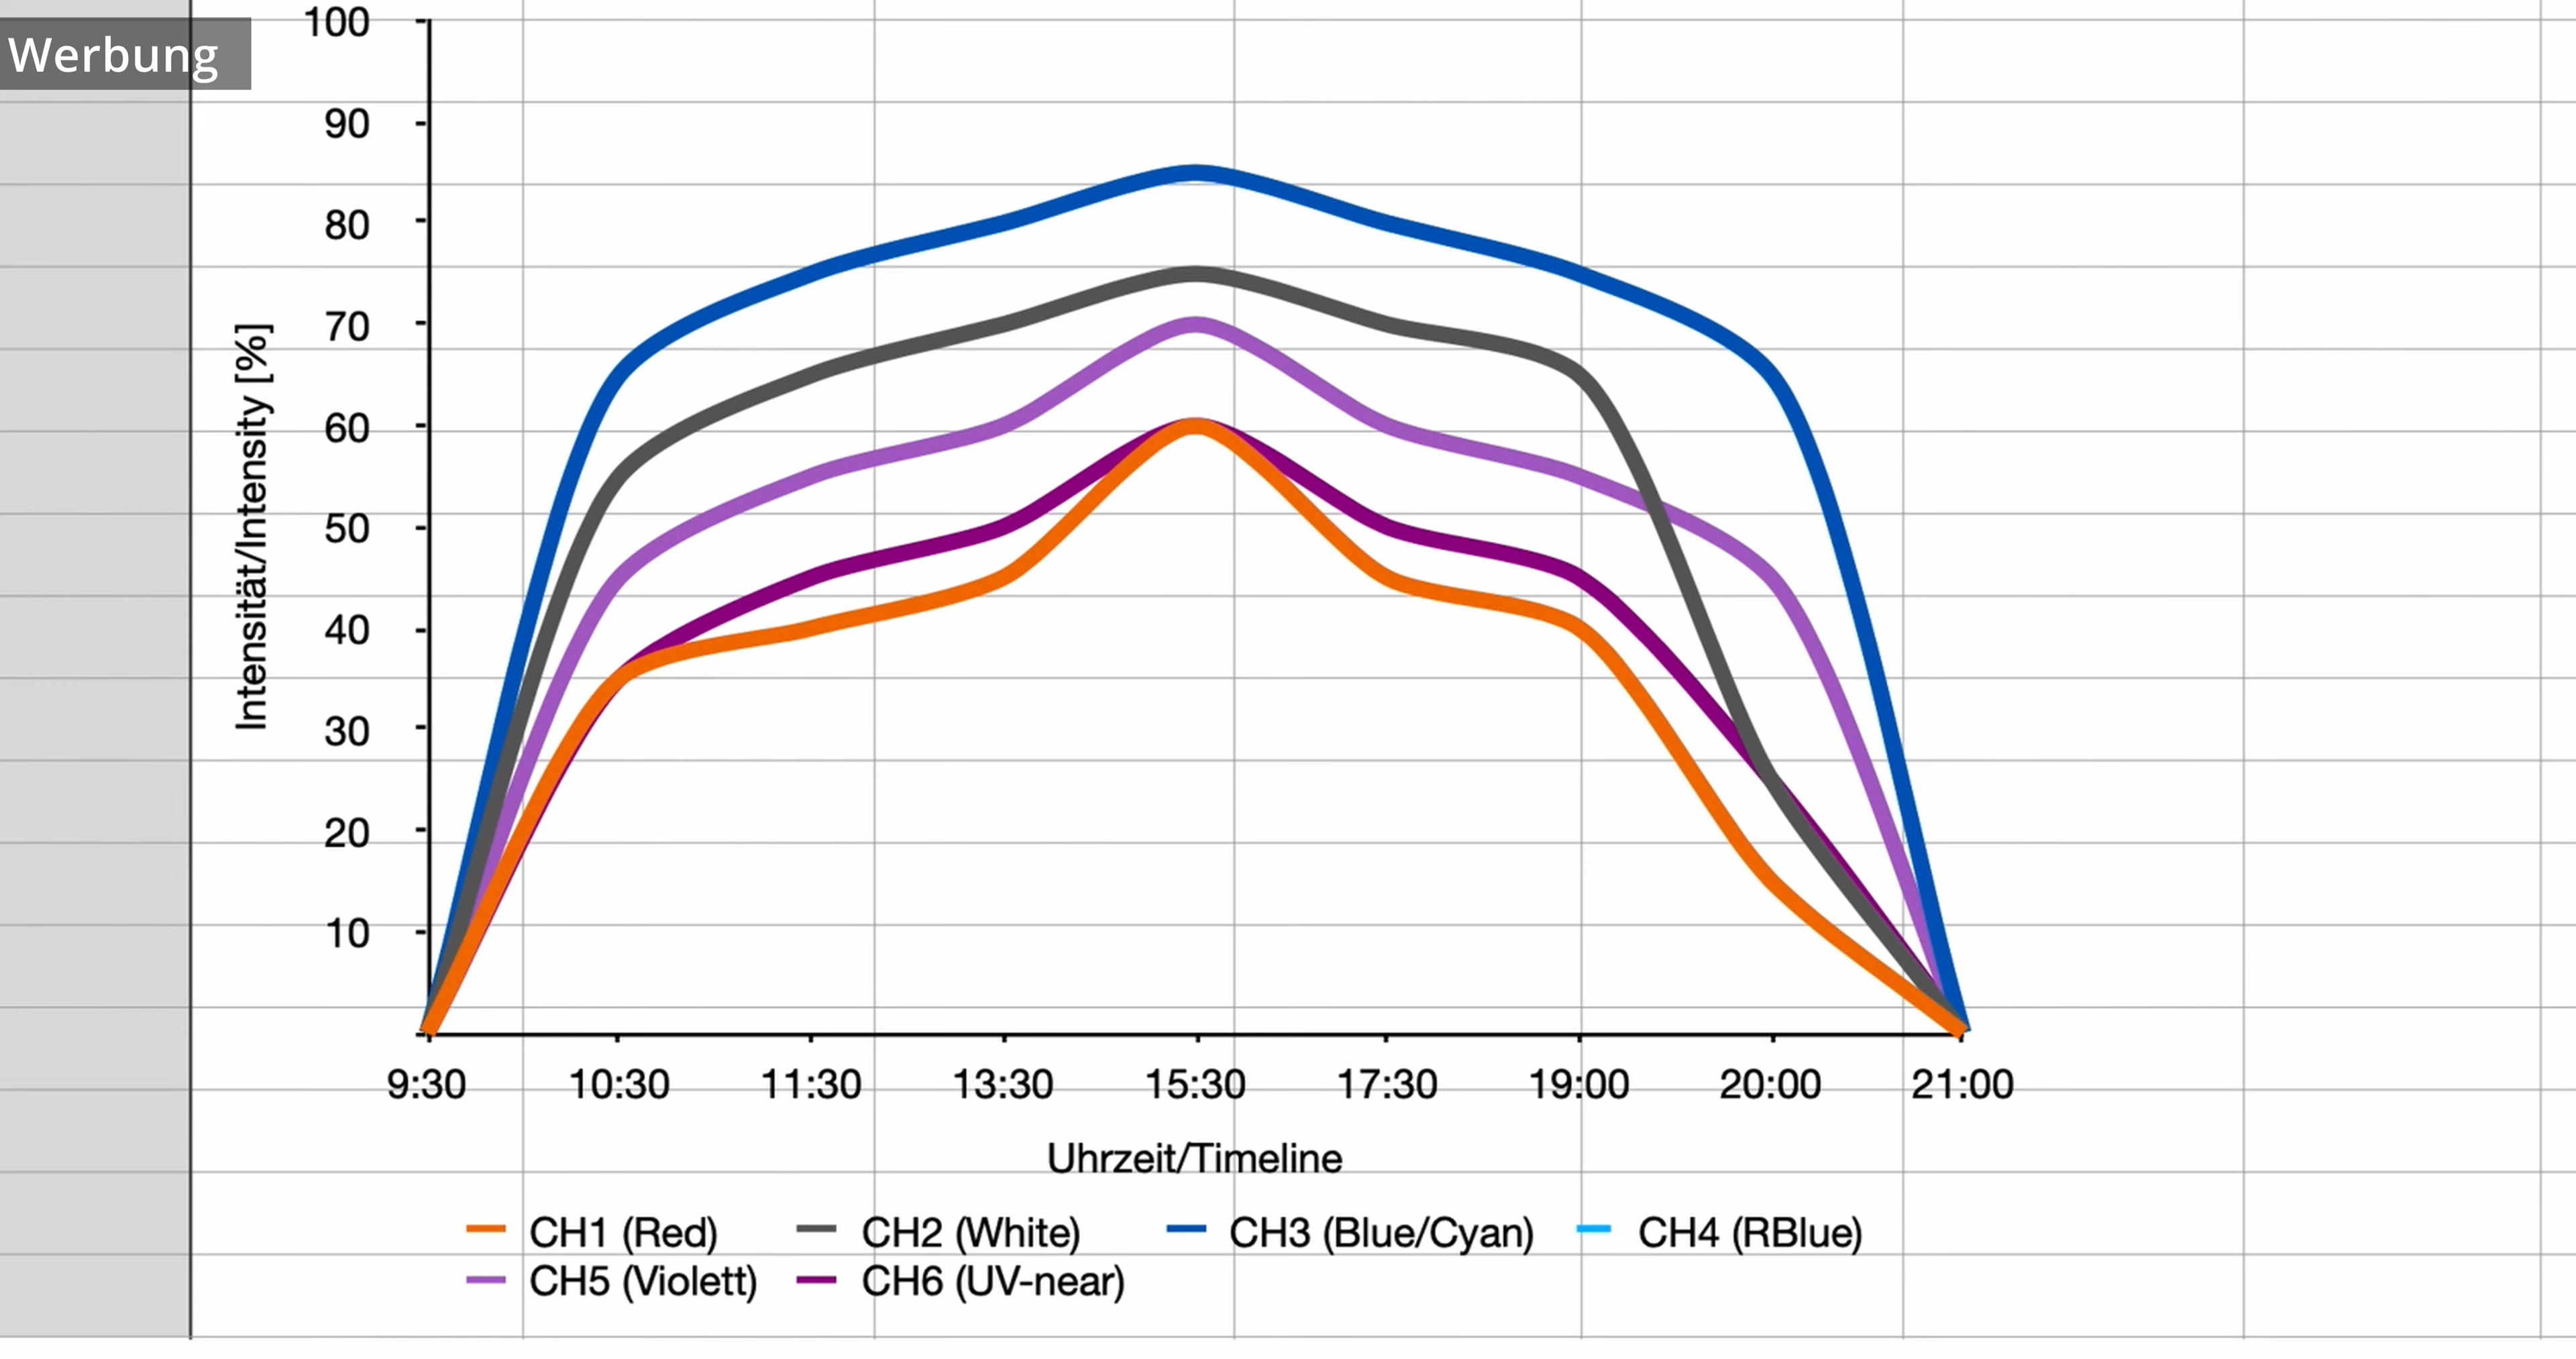 Werbung
100
90
80
70
60
50
40
30
20
10
Intensität/Intensity [%]
9:30 10:30 11:30 13:30 15:30 17:30 19:00 20:00 21:00
Uhrzeit/Timeline
CH1 (Red) CH2 (White) CH3 (Blue/Cyan) CH4 (RBlue)
CH5 (Violett) CH6 (UV-near)